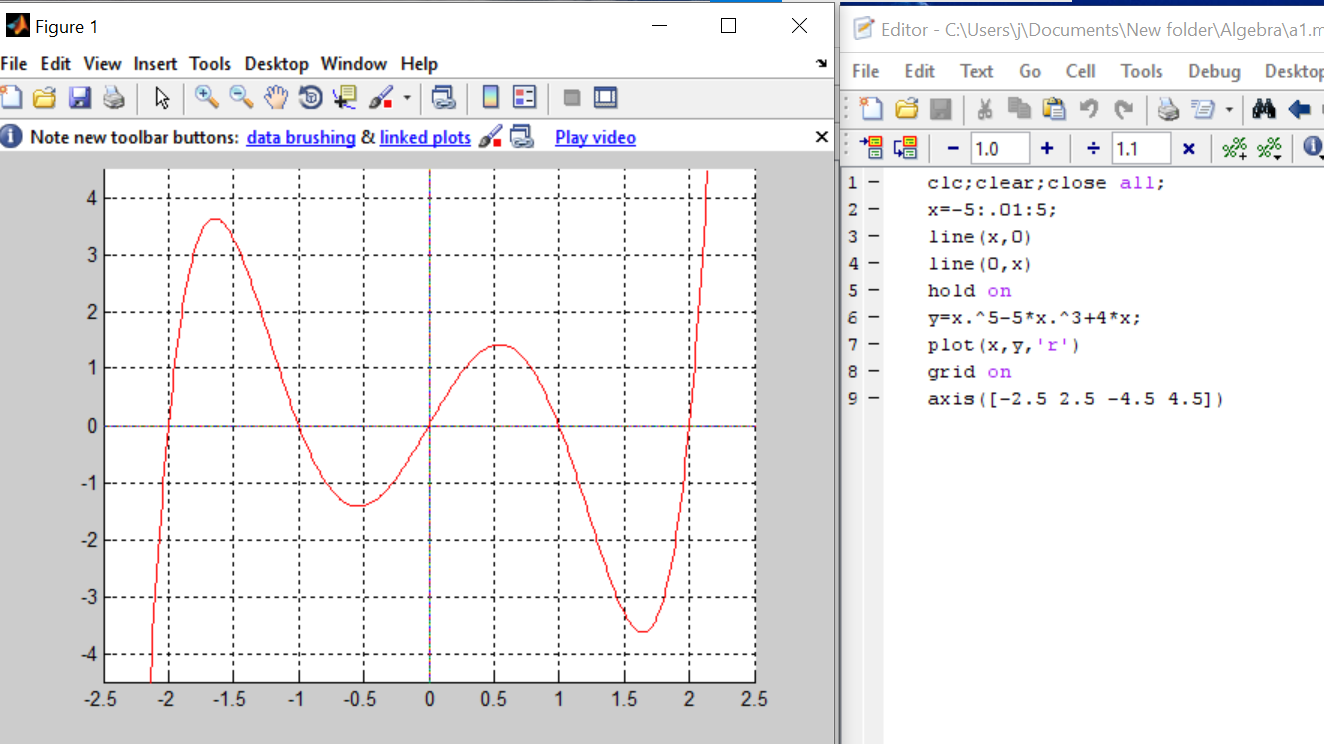 Figure 1
File Edit View Insert Tools Desktop Window Help
Note new toolbar buttons: data brushing & linked plots Play video
4
3
2
1
0
-1
-2
-3
-4
-2.5 -2 -1.5 -1 -0.5 0 0.5 1 1.5 2 2.5
Editor - C:\Users\j\Documents\New folder\Algebra\a1.m
File Edit Text Go Cell Tools Debug Desktop
- 1.0 + ÷ 1.1 ×
1 - clc;clear;close all;
2 - x=-5:.01:5;
3 - line(x,0)
4 - line(0,x)
5 - hold on
6 - y=x.^5-5*x.^3+4*x;
7 - plot(x,y,'r')
8 - grid on
9 - axis([-2.5 2.5 -4.5 4.5])